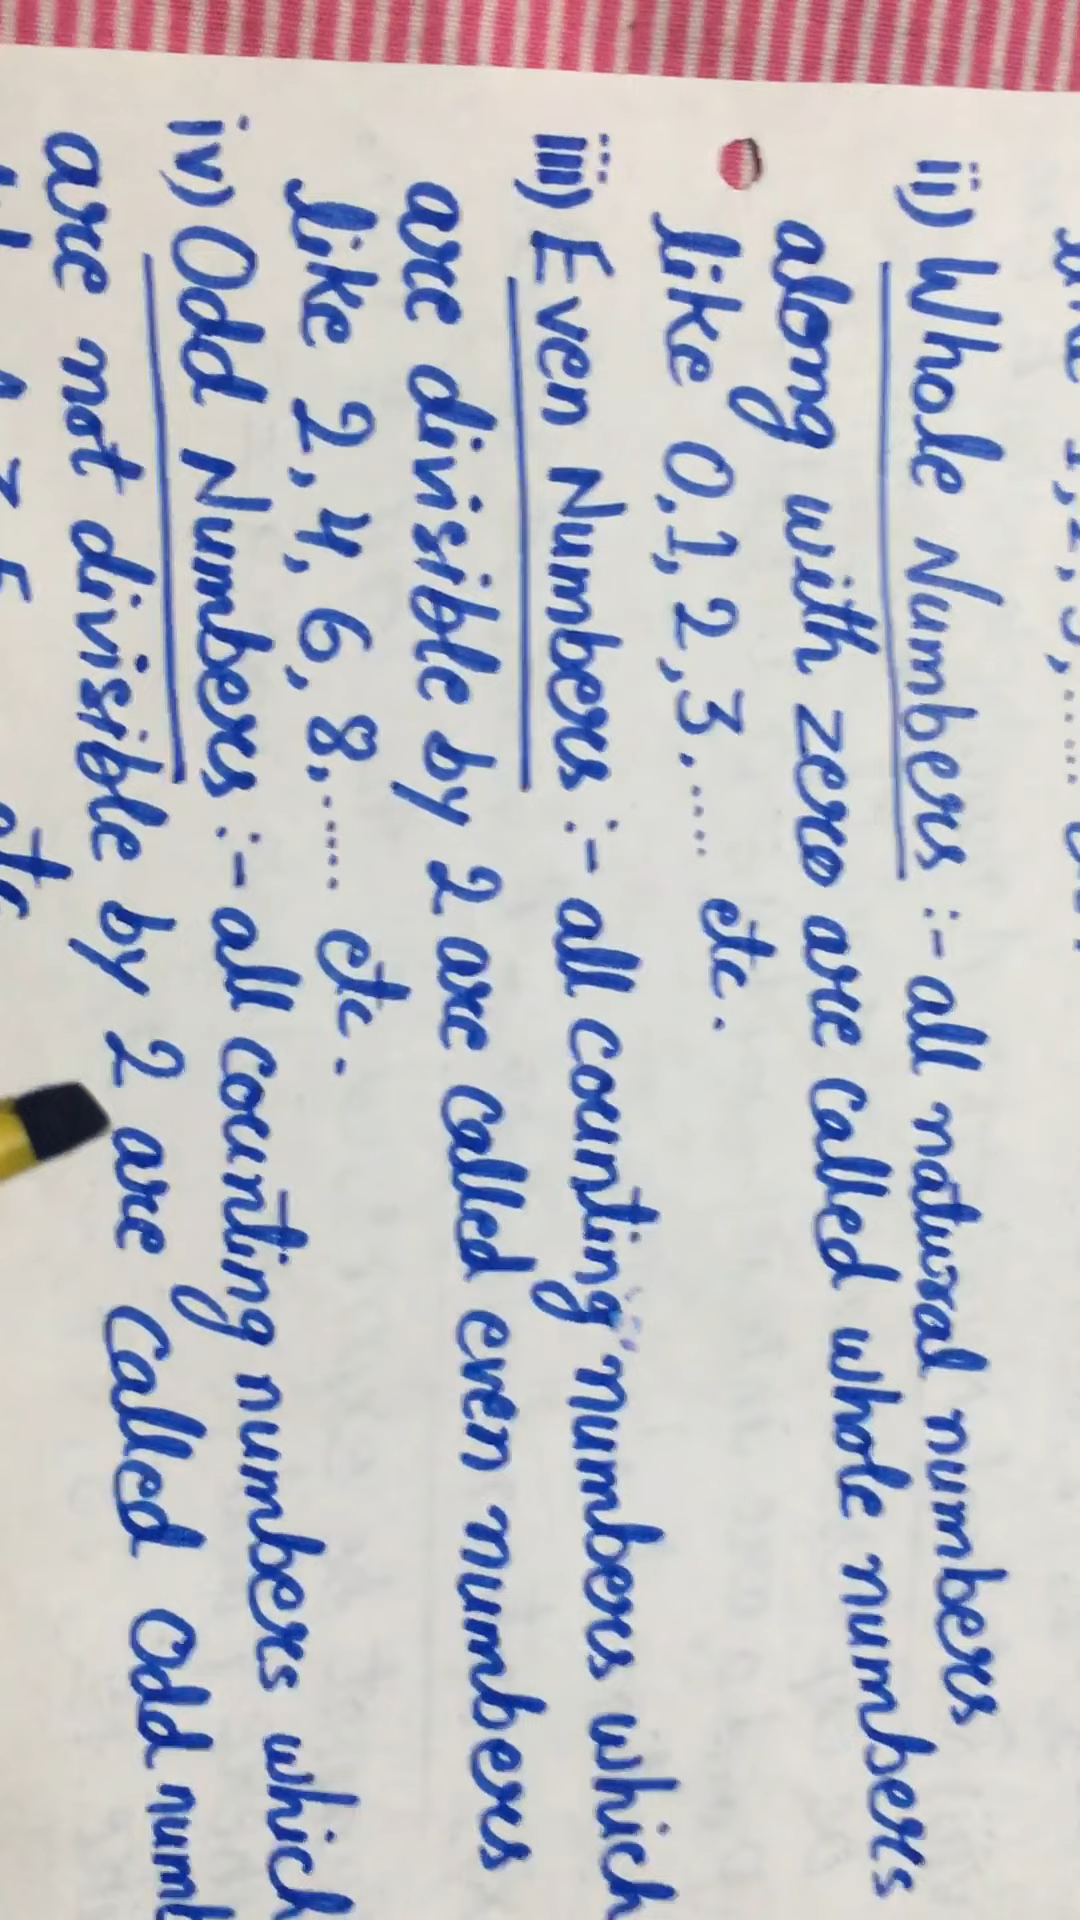 ii) Whole Numbers :- all natural numbers
along with zero are called whole numbers
like 0, 1, 2, 3, ..... etc.
iii) Even Numbers :- all counting numbers which
are divisible by 2 are called even numbers
like 2, 4, 6, 8, ..... etc.
iv) Odd Numbers :- all counting numbers which
are not divisible by 2 are called odd numb